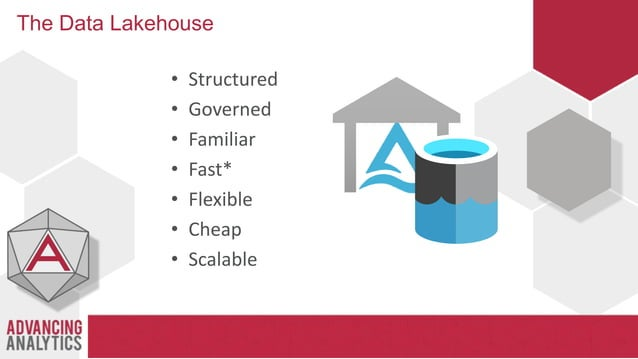 The Data Lakehouse
• Structured
• Governed
• Familiar
• Fast*
• Flexible
• Cheap
• Scalable
A
ADVANCING
ANALYTICS